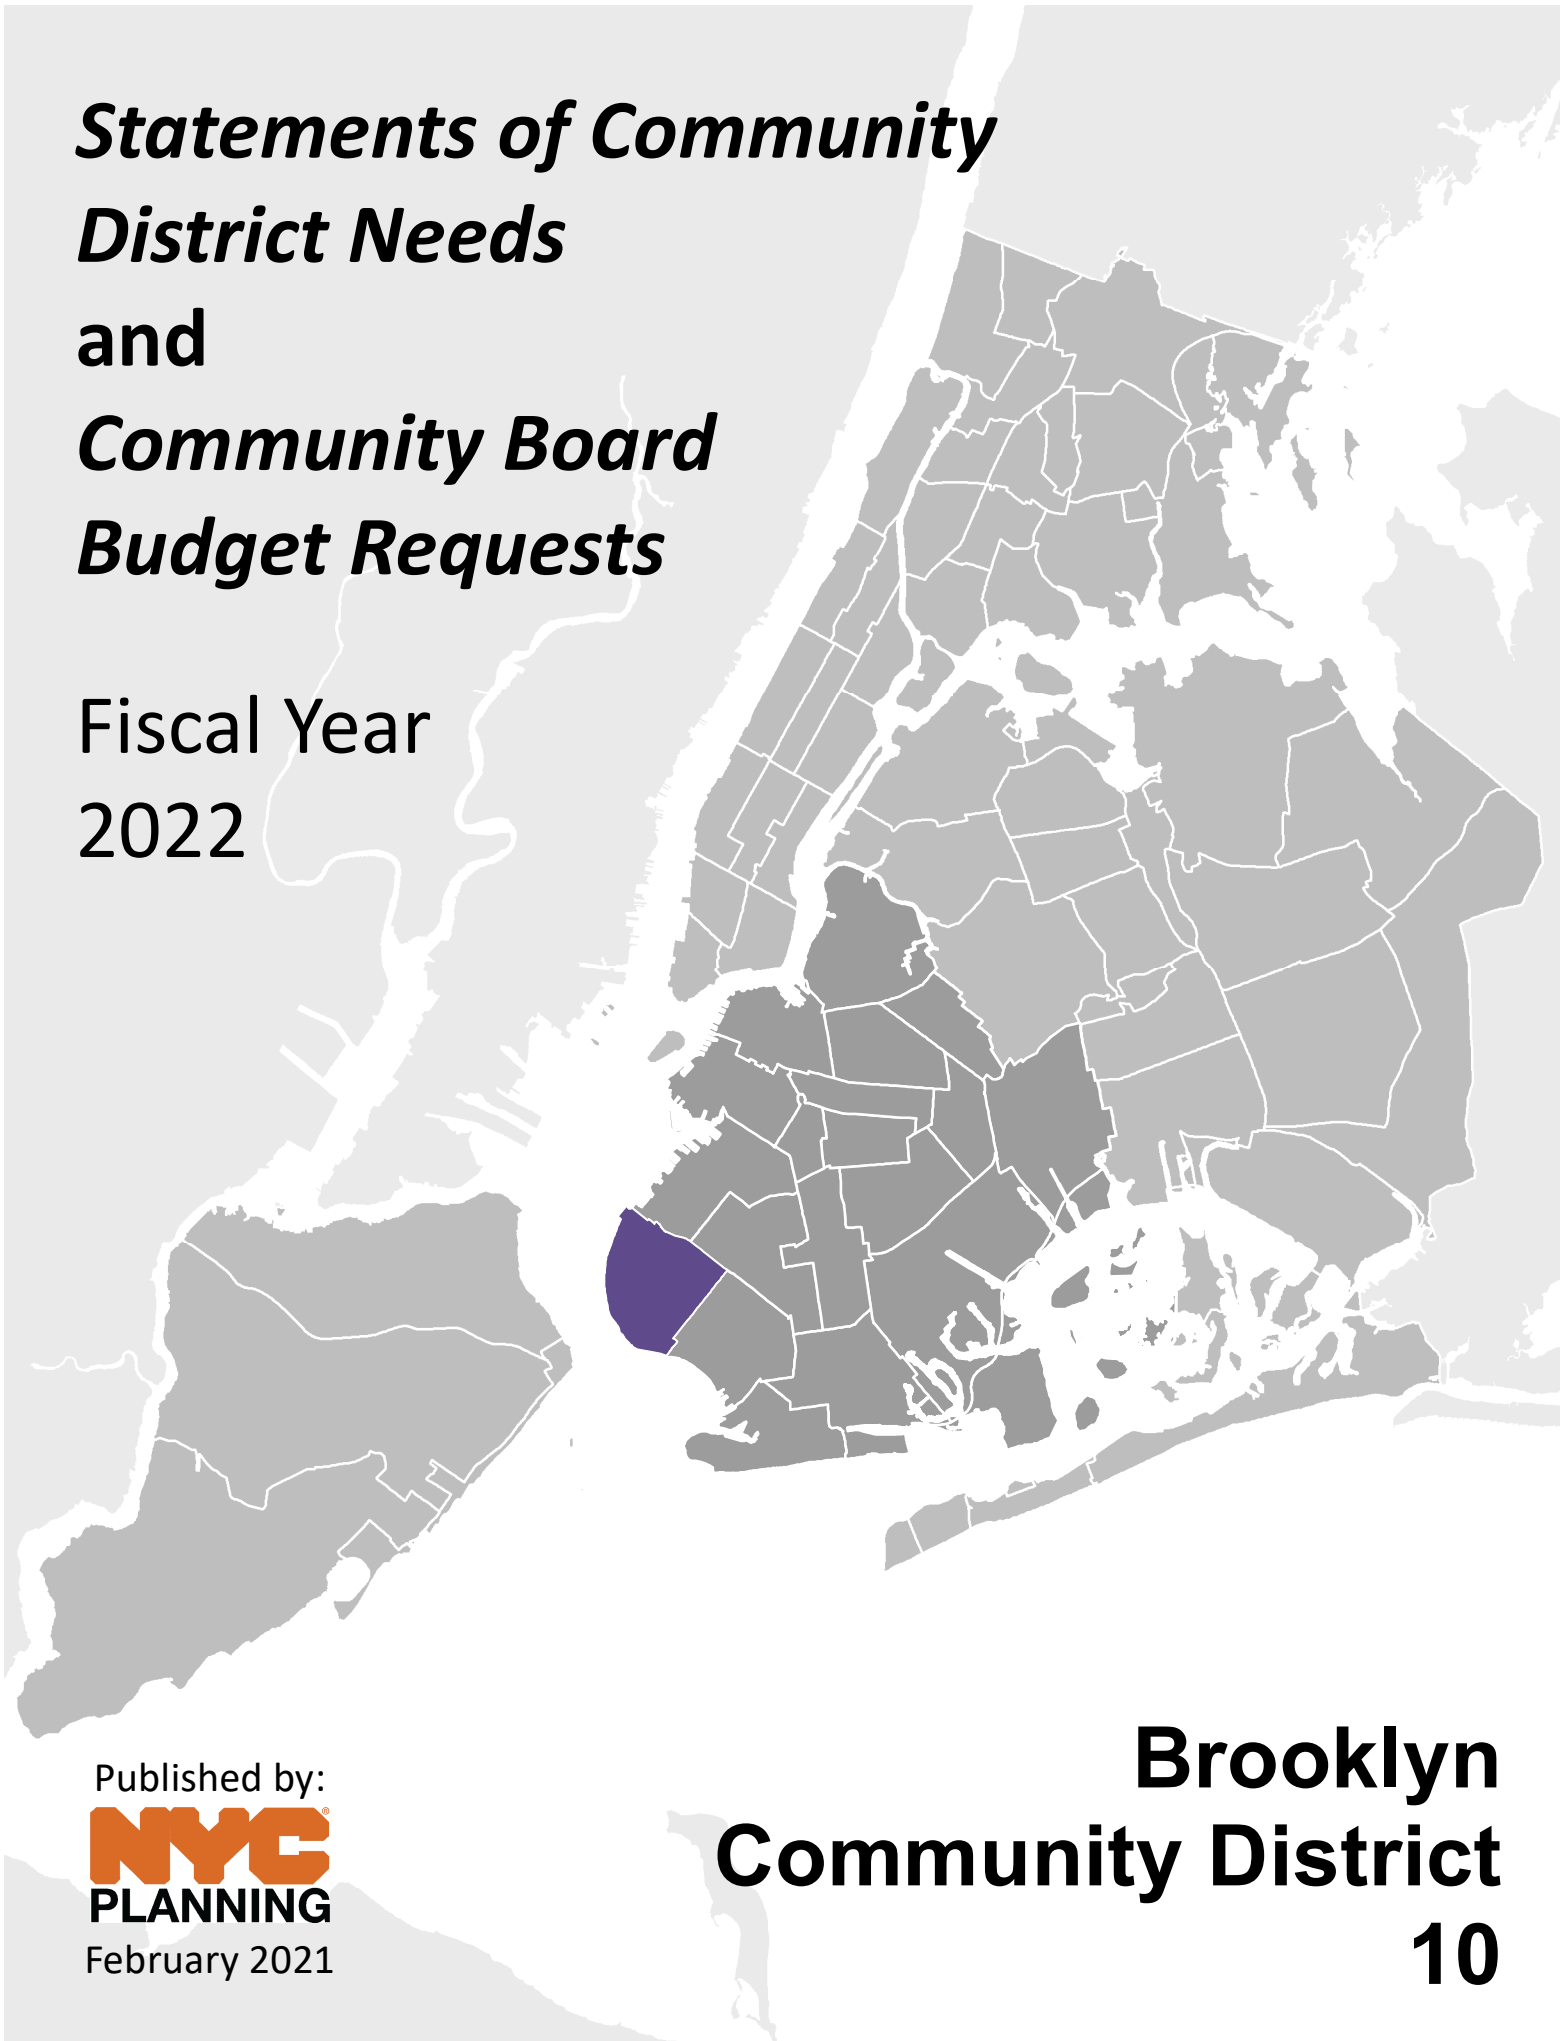 Statements of Community
District Needs
and
Community Board
Budget Requests
Fiscal Year
2022
Published by:
NYC®
PLANNING
February 2021
Brooklyn
Community District
10